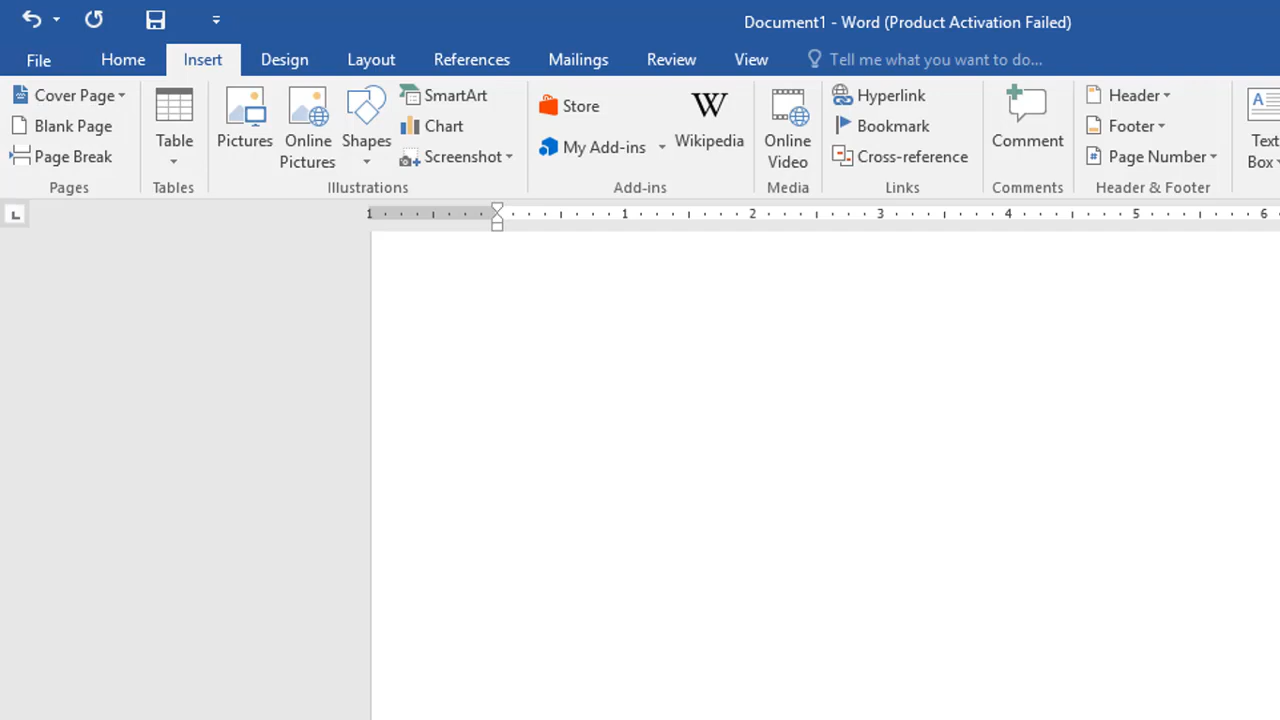 Document1 - Word (Product Activation Failed)
File Home Insert Design Layout References Mailings Review View Tell me what you want to do...
Cover Page
Blank Page
Page Break
Pages
Table
Tables
Pictures
Online
Pictures
Shapes
SmartArt
Chart
Screenshot
Illustrations
Store
My Add-ins
W
Wikipedia
Add-ins
Online
Video
Media
Hyperlink
Bookmark
Cross-reference
Links
Comment
Comments
Header
Footer
Page Number
Header & Footer
A
Text
Box
L
1 1 2 3 4 5 6